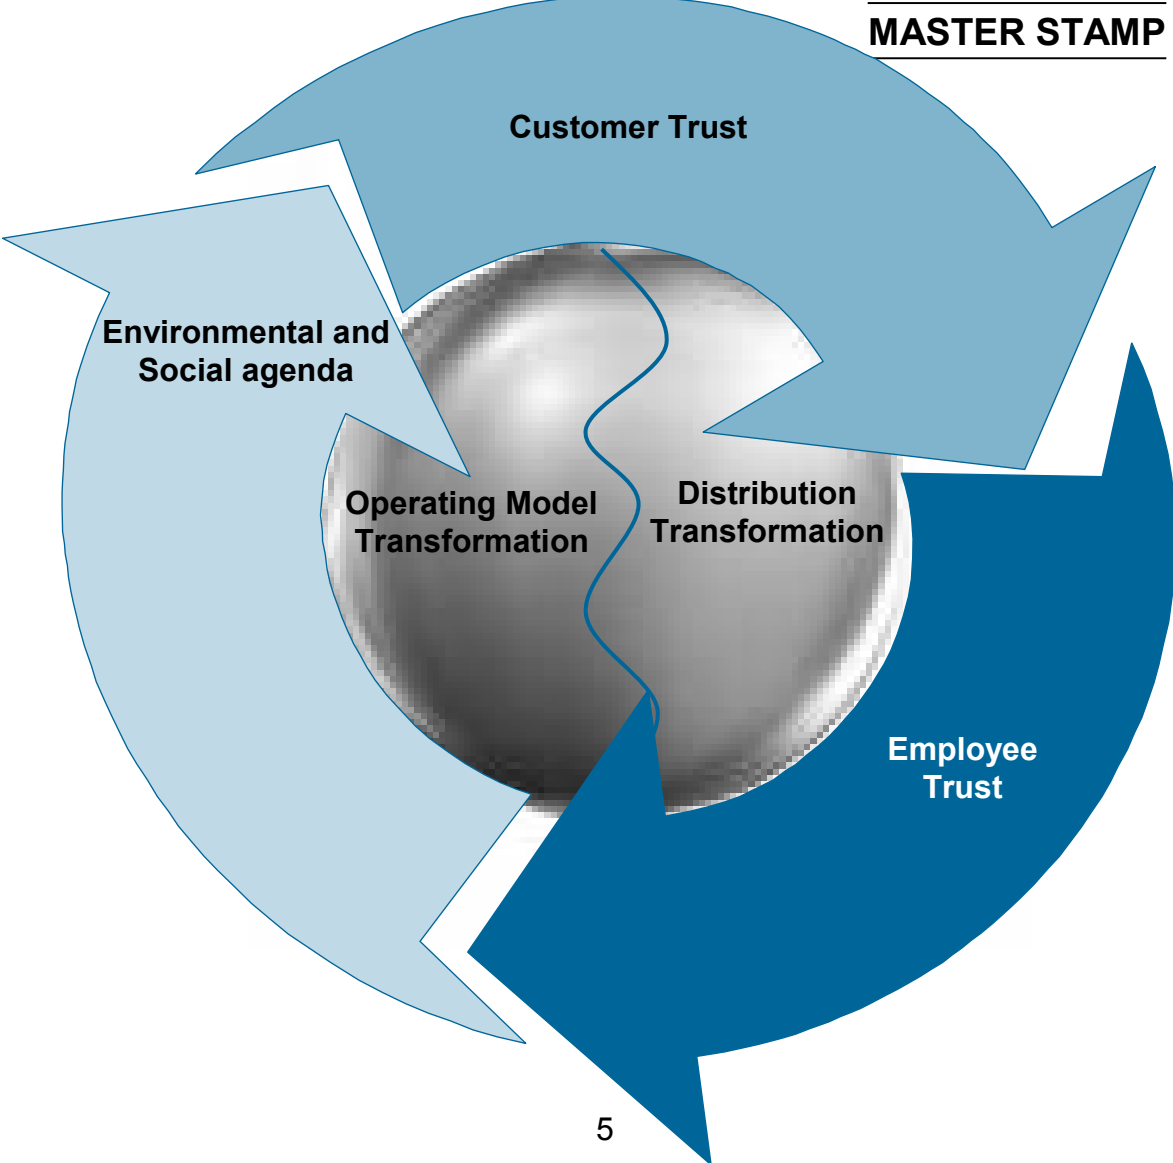 MASTER STAMP
Customer Trust
Environmental and
Social agenda
Operating Model
Transformation
Distribution
Transformation
Employee
Trust
5